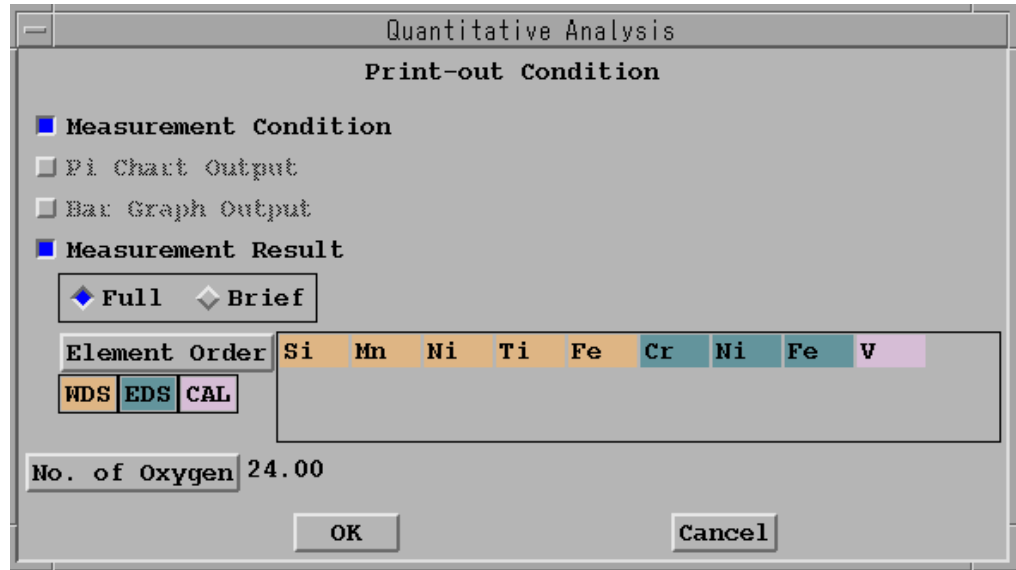 Quantitative Analysis
Print-out Condition
Measurement Condition
Pi Chart Output
Bar Graph Output
Measurement Result
Full Brief
Element Order Si Mn Ni Ti Fe Cr Ni Fe V
WDS EDS CAL
No. of Oxygen 24.00
OK Cancel